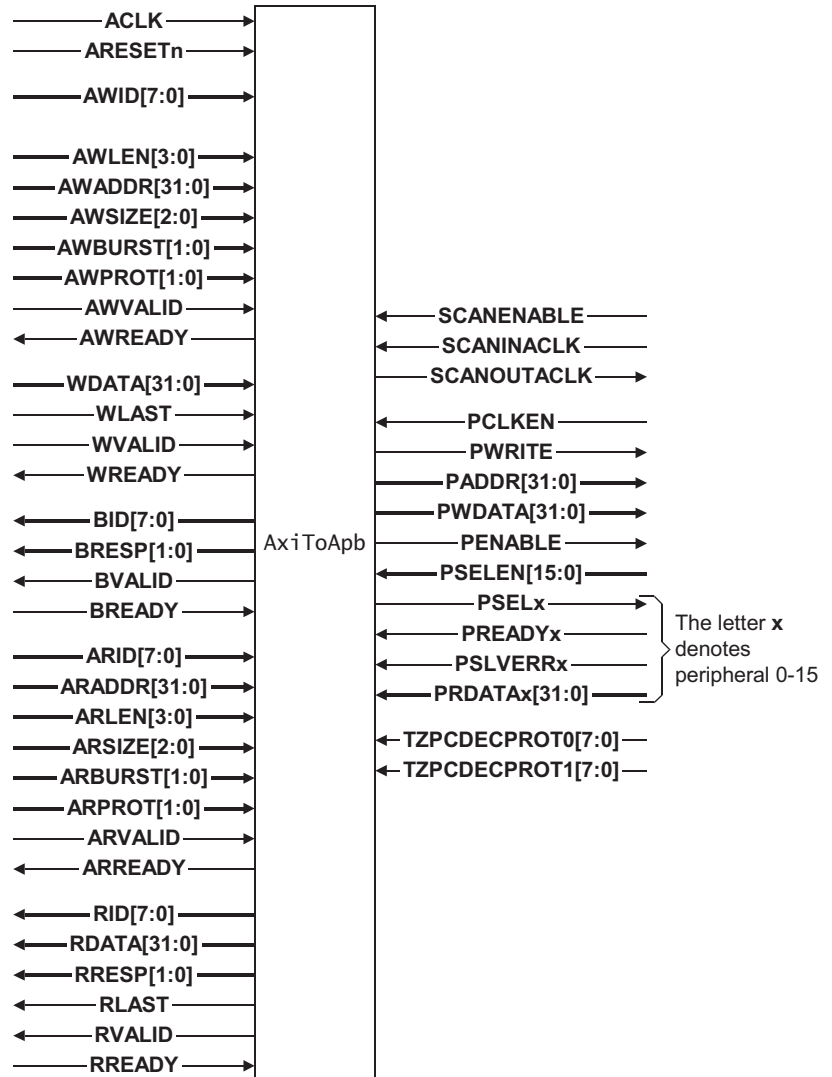 ACLK
ARESETn
AWID[7:0]
AWLEN[3:0]
AWADDR[31:0]
AWSIZE[2:0]
AWBURST[1:0]
AWPROT[1:0]
AWVALID
AWREADY
WDATA[31:0]
WLAST
WVALID
WREADY
BID[7:0]
BRESP[1:0]
BVALID
BREADY
ARID[7:0]
ARADDR[31:0]
ARLEN[3:0]
ARSIZE[2:0]
ARBURST[1:0]
ARPROT[1:0]
ARVALID
ARREADY
RID[7:0]
RDATA[31:0]
RRESP[1:0]
RLAST
RVALID
RREADY
AxiToApb
SCANENABLE
SCANINACLK
SCANOUTACLK
PCLKEN
PWRITE
PADDR[31:0]
PWDATA[31:0]
PENABLE
PSELEN[15:0]
PSELx
PREADYx
PSLVERRx
PRDATAx[31:0]
TZPCDECPROT0[7:0]
TZPCDECPROT1[7:0]
The letter x
denotes
peripheral 0-15